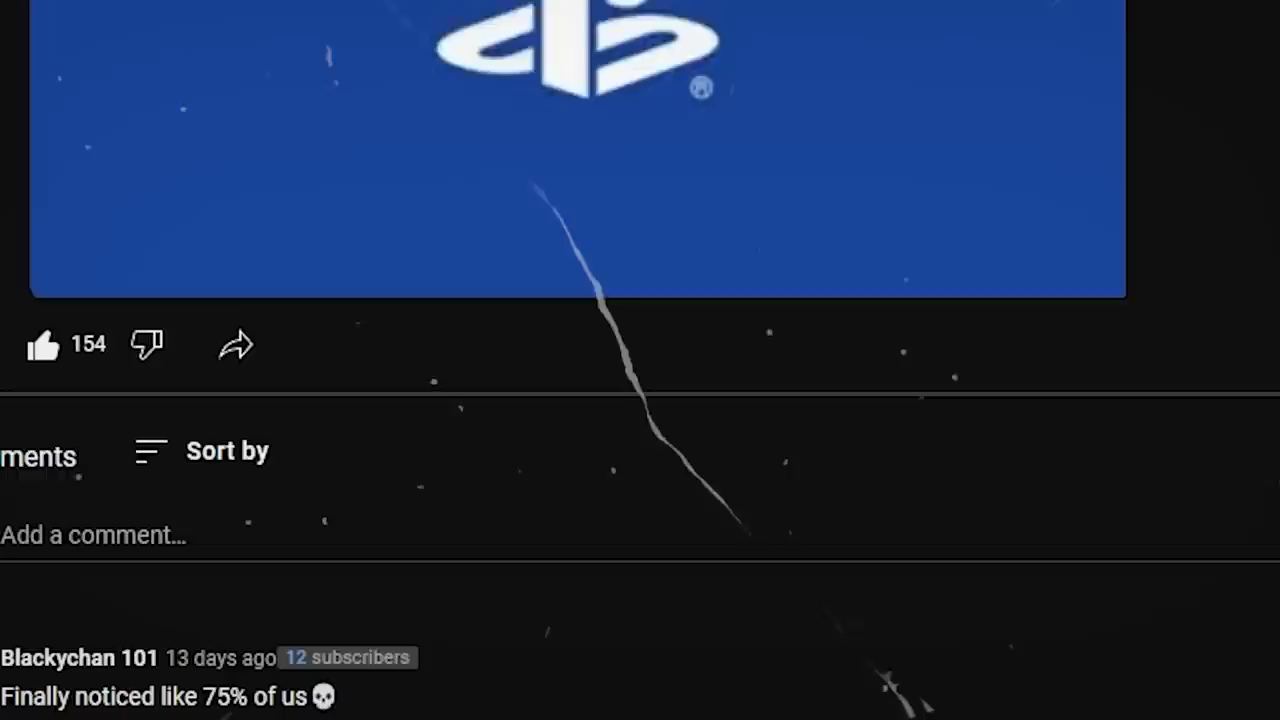 ®
154
ments
Sort by
Add a comment...
Blackychan 101 13 days ago 12 subscribers
Finally noticed like 75% of us💀